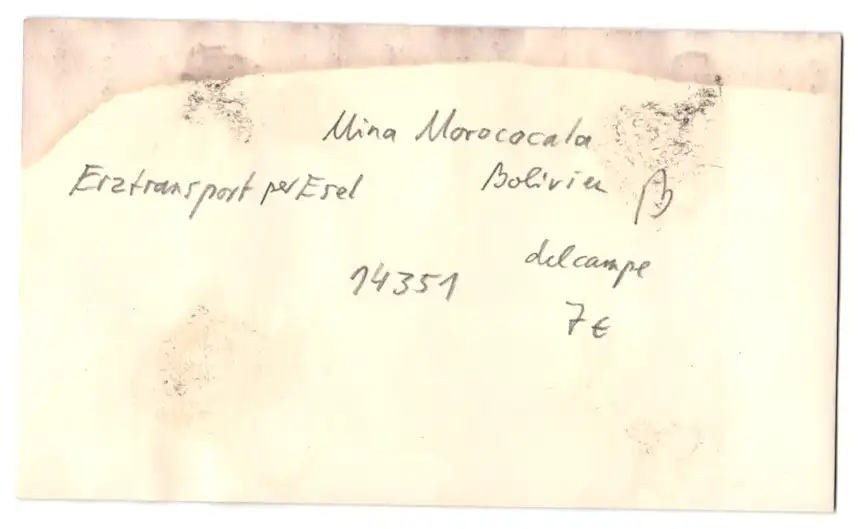 Mina Morococala
Erztransport per Esel
Bolivien
delcampe
14351
7 €